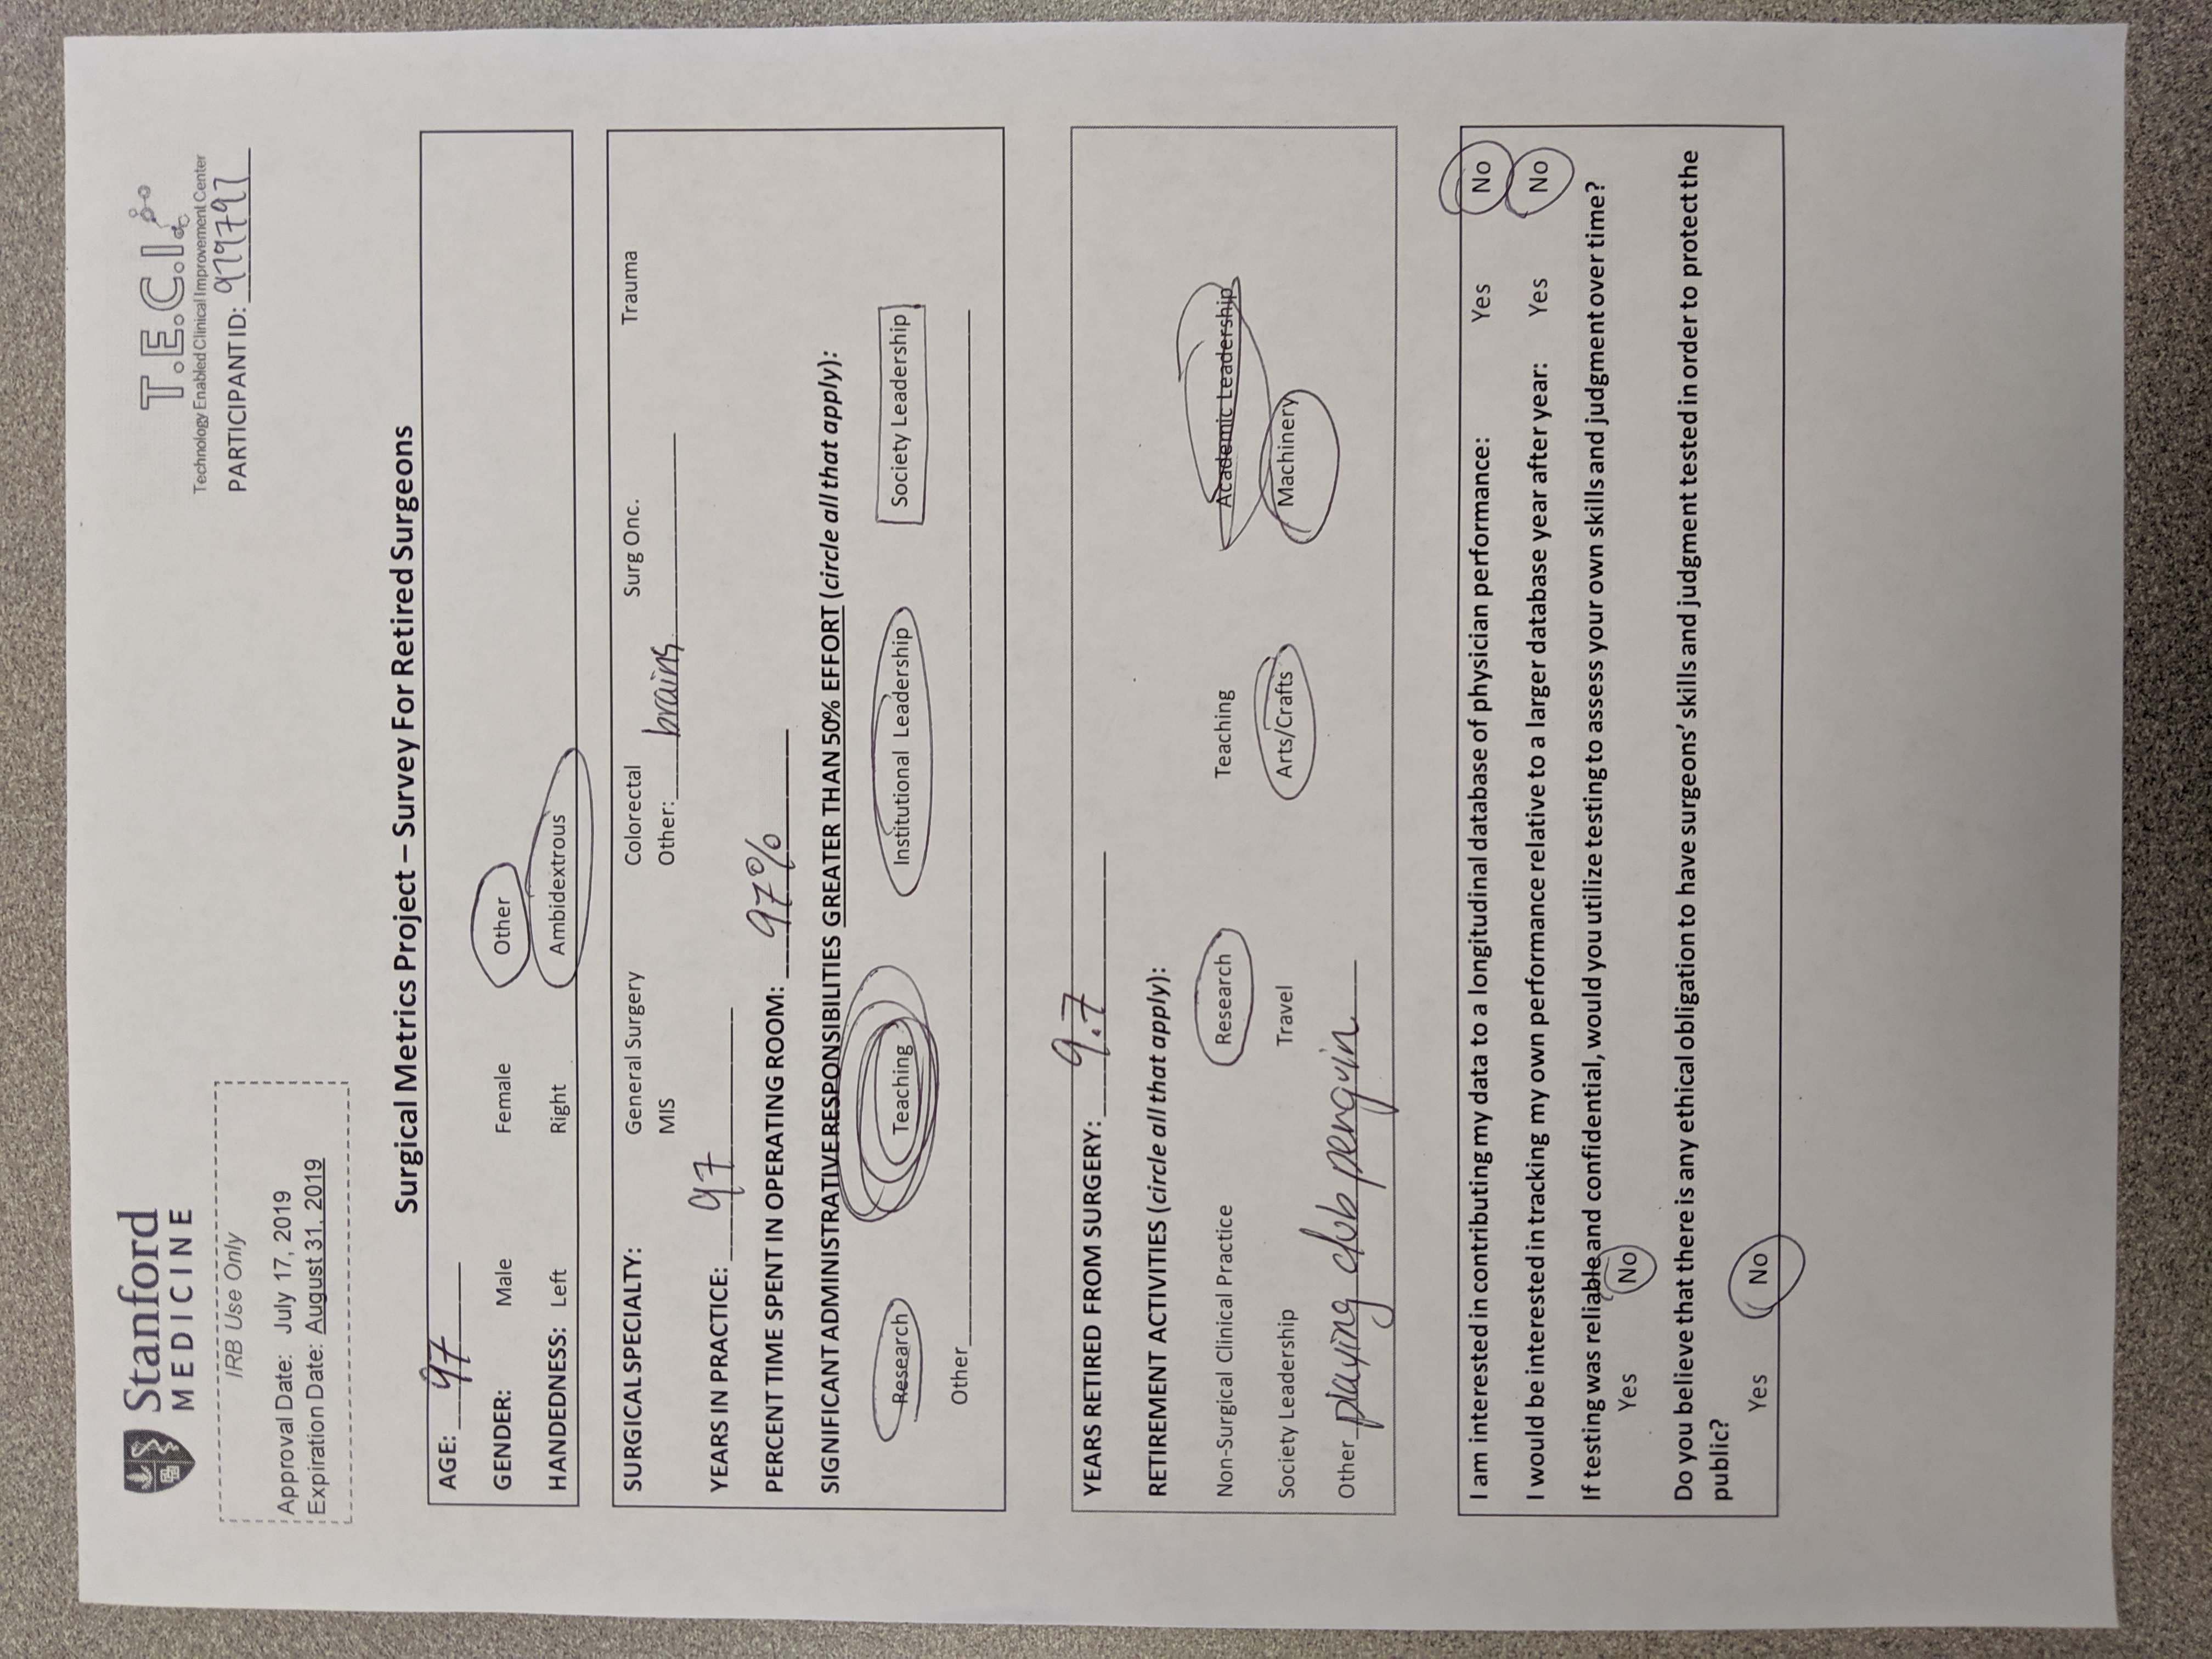 Stanford
MEDICINE
T.E.C.I.
Technology Enabled Clinical Improvement Center
PARTICIPANT ID: 979797
IRB Use Only
Approval Date: July 17, 2019
Expiration Date: August 31, 2019
Surgical Metrics Project – Survey For Retired Surgeons
AGE: 97
GENDER: Male Female Other
HANDEDNESS: Left Right Ambidextrous
SURGICAL SPECIALTY: General Surgery Colorectal Surg Onc. Trauma
MIS Other: brains
YEARS IN PRACTICE: 97
PERCENT TIME SPENT IN OPERATING ROOM: 97%
SIGNIFICANT ADMINISTRATIVE RESPONSIBILITIES GREATER THAN 50% EFFORT (circle all that apply):
Research Teaching Institutional Leadership Society Leadership
Other
YEARS RETIRED FROM SURGERY: 9.7
RETIREMENT ACTIVITIES (circle all that apply):
Non-Surgical Clinical Practice Research Teaching Academic Leadership
Society Leadership Travel Arts/Crafts Machinery
Other playing club penguin
I am interested in contributing my data to a longitudinal database of physician performance: Yes No
I would be interested in tracking my own performance relative to a larger database year after year: Yes No
If testing was reliable and confidential, would you utilize testing to assess your own skills and judgment over time?
Yes No
Do you believe that there is any ethical obligation to have surgeons' skills and judgment tested in order to protect the
public?
Yes No